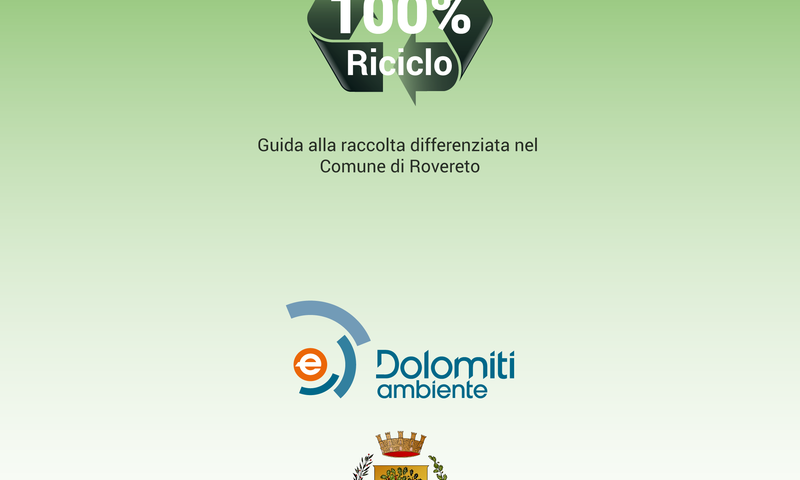 100%
Riciclo
Guida alla raccolta differenziata nel
Comune di Rovereto
e
Dolomiti
ambiente